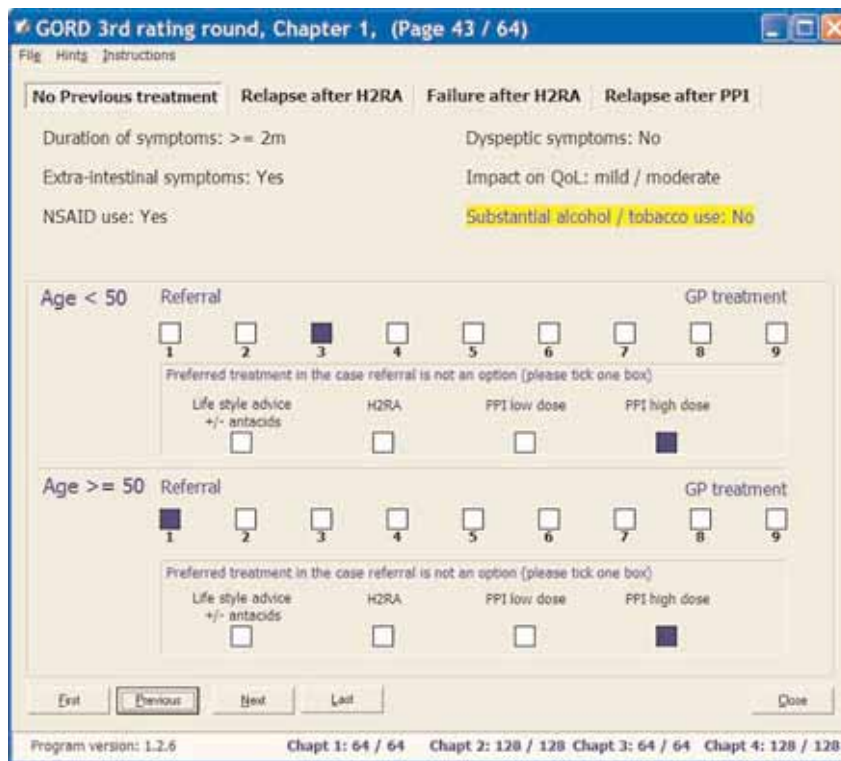 GORD 3rd rating round, Chapter 1, (Page 43 / 64)
File Hints Instructions
No Previous treatment Relapse after H2RA Failure after H2RA Relapse after PPI
Duration of symptoms: >= 2m Dyspeptic symptoms: No
Extra-intestinal symptoms: Yes Impact on QoL: mild / moderate
NSAID use: Yes Substantial alcohol / tobacco use: No
Age < 50 Referral GP treatment
1 2 3 4 5 6 7 8 9
Preferred treatment in the case referral is not an option (please tick one box)
Life style advice H2RA PPI low dose PPI high dose
+/- antacids
Age >= 50 Referral GP treatment
1 2 3 4 5 6 7 8 9
Preferred treatment in the case referral is not an option (please tick one box)
Life style advice H2RA PPI low dose PPI high dose
+/- antacids
First Previous Next Last Close
Program version: 1.2.6 Chapt 1: 64 / 64 Chapt 2: 128 / 128 Chapt 3: 64 / 64 Chapt 4: 128 / 128